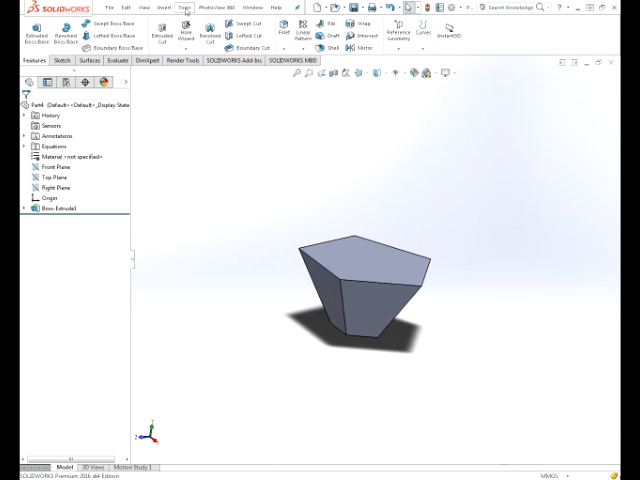 SOLIDWORKS File Edit View Insert Tools PhotoView 360 Window Help Search Knowledge
Extruded Boss/Base
Revolved Boss/Base
Swept Boss/Base
Lofted Boss/Base
Boundary Boss/Base
Extruded Cut
Hole Wizard
Revolved Cut
Swept Cut
Lofted Cut
Boundary Cut
Fillet
Linear Pattern
Rib
Draft
Shell
Wrap
Intersect
Mirror
Reference Geometry
Curves
Instant3D
Features Sketch Surfaces Evaluate DimXpert Render Tools SOLIDWORKS Add-Ins SOLIDWORKS MBD
Part4 (Default<<Default>_Display State
History
Sensors
Annotations
Equations
Material <not specified>
Front Plane
Top Plane
Right Plane
Origin
Boss-Extrude1
Model 3D Views Motion Study 1
SOLIDWORKS Premium 2016 x64 Edition MMGS